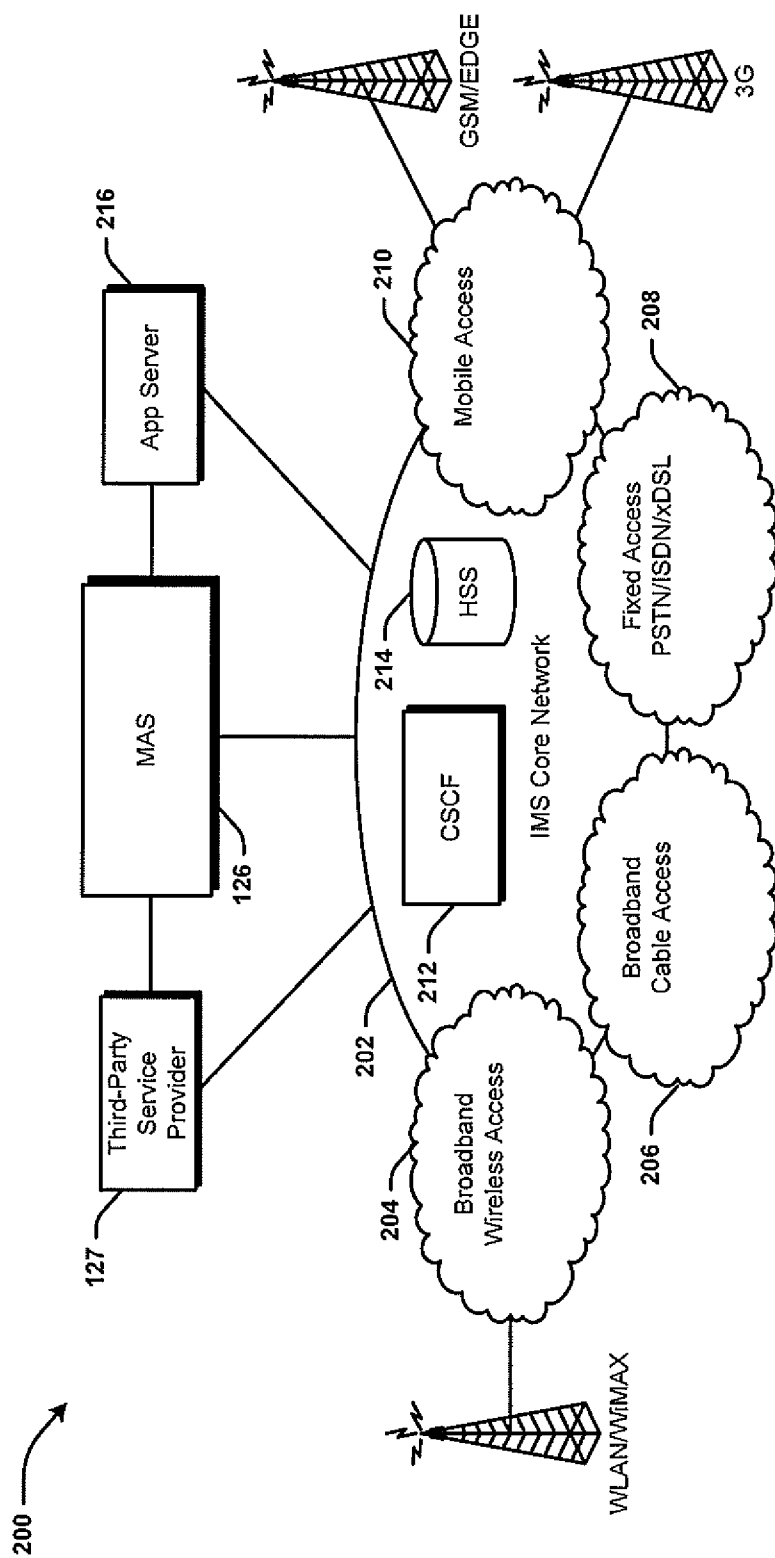 200
127
Third-Party
Service
Provider
MAS
126
App Server
216
202
212
CSCF
214
HSS
IMS Core Network
204
Broadband
Wireless Access
206
Broadband
Cable Access
208
Fixed Access
PSTN/ISDN/xDSL
210
Mobile Access
WLAN/WiMAX
GSM/EDGE
3G